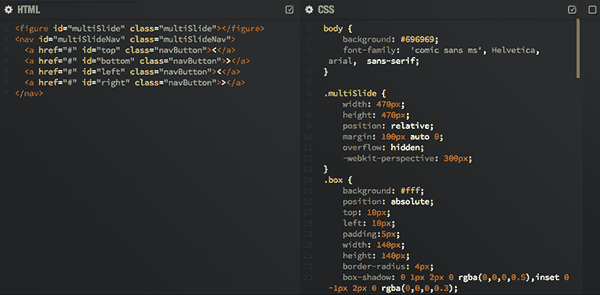 HTML
<figure id="multiSlide" class="multiSlide"></figure>
<nav id="multiSlideNav" class="multiSlideNav">
<a href="#" id="top" class="navButton"><</a>
<a href="#" id="bottom" class="navButton">></a>
<a href="#" id="left" class="navButton"><</a>
<a href="#" id="right" class="navButton">></a>
</nav>
CSS
body {
background: #696969;
font-family: 'comic sans ms', Helvetica,
arial, sans-serif;
}
.multiSlide {
width: 470px;
height: 470px;
position: relative;
margin: 100px auto 0;
overflow: hidden;
-webkit-perspective: 300px;
}
.box {
background: #fff;
position: absolute;
top: 10px;
left: 10px;
padding:5px;
width: 140px;
height: 140px;
border-radius: 4px;
box-shadow: 0 1px 2px 0 rgba(0,0,0,0.5),inset 0
-1px 2px 0 rgba(0,0,0,0.3);